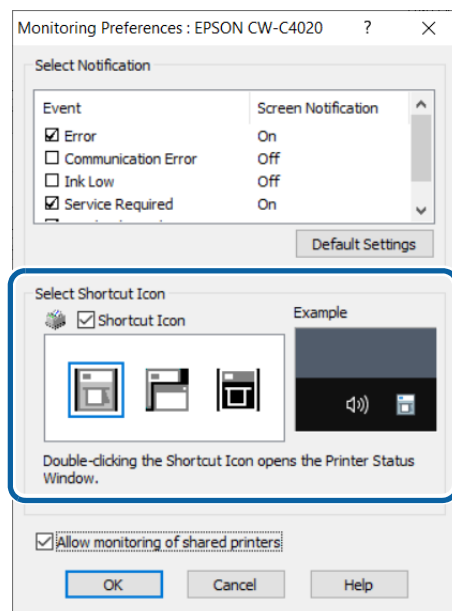 Monitoring Preferences : EPSON CW-C4020 ?
Select Notification
Event Screen Notification
Error On
Communication Error Off
Ink Low Off
Service Required On
Default Settings
Select Shortcut Icon
Shortcut Icon
Example
Double-clicking the Shortcut Icon opens the Printer Status
Window.
Allow monitoring of shared printers
OK Cancel Help